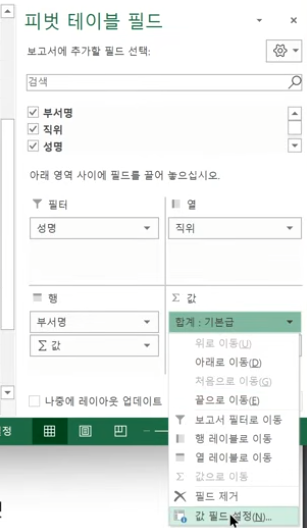 피벗 테이블 필드
보고서에 추가할 필드 선택:
검색
부서명
직위
성명
아래 영역 사이에 필드를 끌어 놓으십시오.
필터
열
성명
직위
행
Σ 값
부서명
합계 : 기본급
Σ 값
위로 이동(U)
아래로 이동(D)
처음으로 이동(G)
끝으로 이동(E)
나중에 레이아웃 업데이트
보고서 필터로 이동
행 레이블로 이동
열 레이블로 이동
Σ 값으로 이동
필드 제거
값 필드 설정(N)...